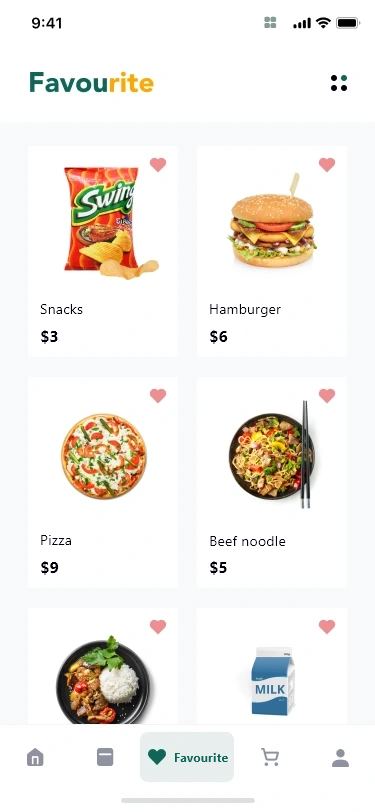 9:41
Favourite
Swing
Snacks
$3
Hamburger
$6
Pizza
$9
Beef noodle
$5
MILK
Favourite